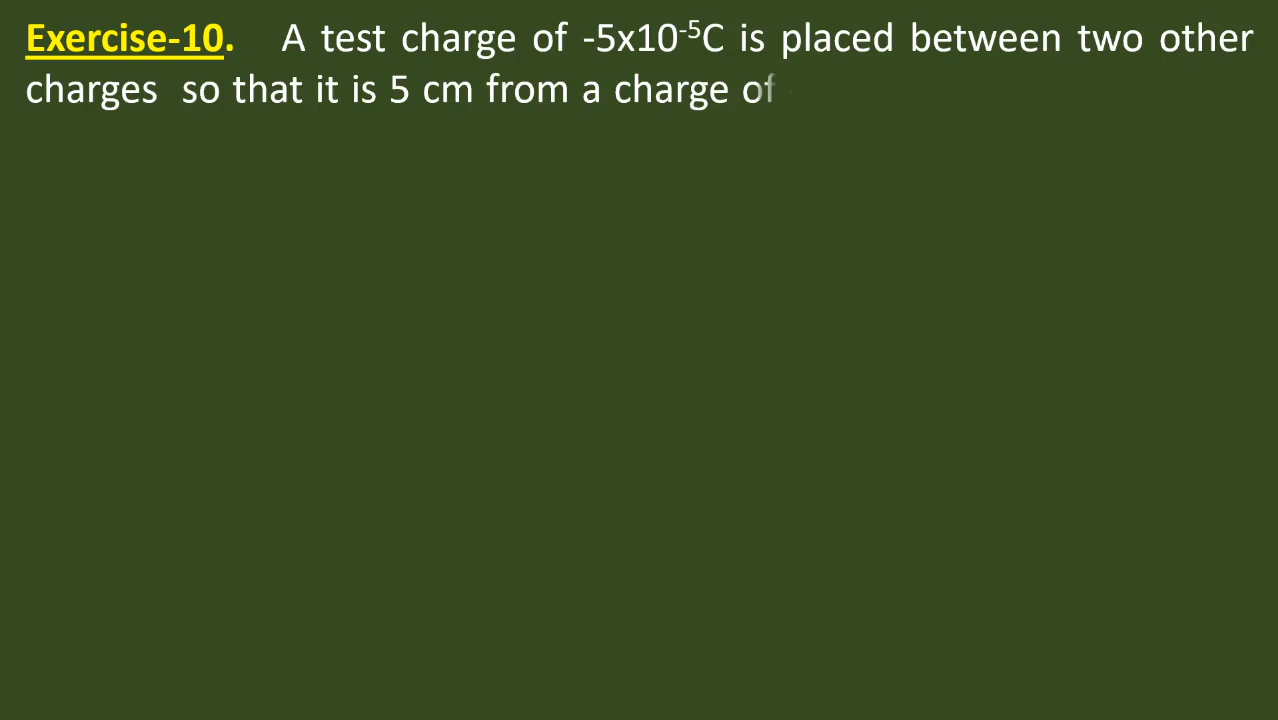 Exercise-10. A test charge of -5x10⁻⁵C is placed between two other
charges so that it is 5 cm from a charge of